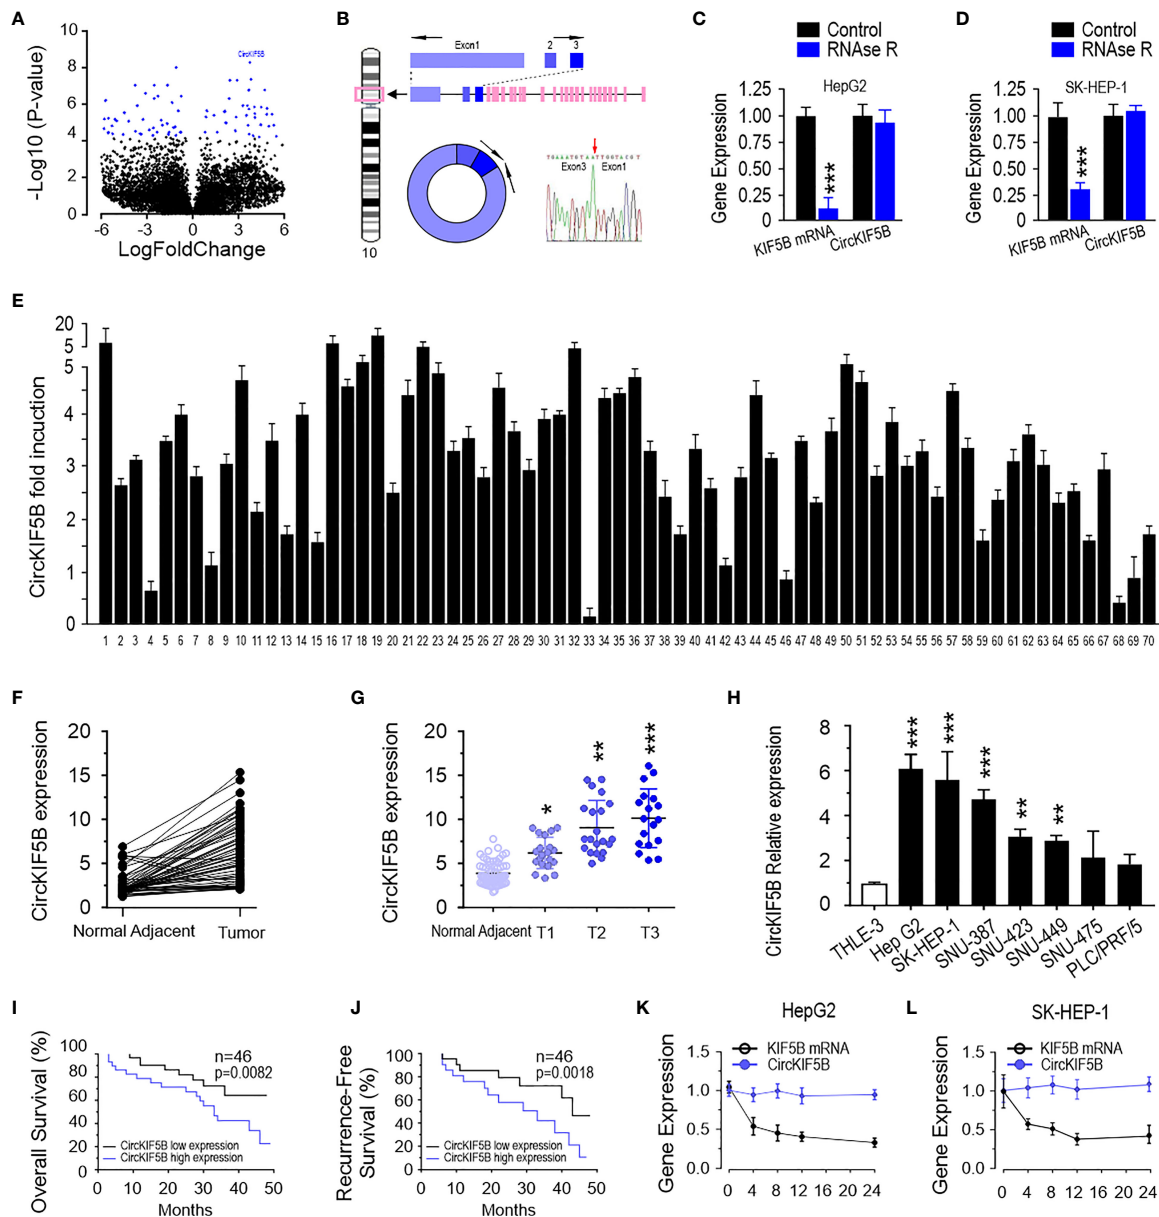 A
10
8
6
4
2
0
-Log10 (P-value)
CircKIF5B
-6 -3 0 3 6
LogFoldChange
B
Exon1 2 3
10
TGAAATGTAATTGGTACGT
Exon3 Exon1
C
Control
RNAse R
HepG2
Gene Expression
1.25
1.00
0.75
0.50
0.25
0
***
KIF5B mRNA CircKIF5B
D
Control
RNAse R
SK-HEP-1
Gene Expression
1.25
1.00
0.75
0.50
0.25
0
***
KIF5B mRNA CircKIF5B
E
CircKIF5B fold incuction
20
5
5
4
3
2
1
0
1 2 3 4 5 6 7 8 9 10 11 12 13 14 15 16 17 18 19 20 21 22 23 24 25 26 27 28 29 30 31 32 33 34 35 36 37 38 39 40 41 42 43 44 45 46 47 48 49 50 51 52 53 54 55 56 57 58 59 60 61 62 63 64 65 66 67 68 69 70
F
CircKIF5B expression
20
15
10
5
0
Normal Adjacent Tumor
G
CircKIF5B expression
20
15
10
5
0
* ** ***
Normal Adjacent T1 T2 T3
H
CircKIF5B Relative expression
8
6
4
2
0
*** *** *** ** **
THLE-3 Hep G2 SK-HEP-1 SNU-387 SNU-423 SNU-449 SNU-475 PLC/PRF/5
I
Overall Survival (%)
100
80
60
40
20
0
n=46
p=0.0082
CircKIF5B low expression
CircKIF5B high expression
0 10 20 30 40 50
Months
J
Recurrence-Free
Survival (%)
100
80
60
40
20
0
n=46
p=0.0018
CircKIF5B low expression
CircKIF5B high expression
0 10 20 30 40 50
Months
K
HepG2
Gene Expression
1.5
1.0
0.5
0.0
KIF5B mRNA
CircKIF5B
0 4 8 12 16 20 24
L
SK-HEP-1
Gene Expression
1.5
1.0
0.5
0.0
KIF5B mRNA
CircKIF5B
0 4 8 12 16 20 24